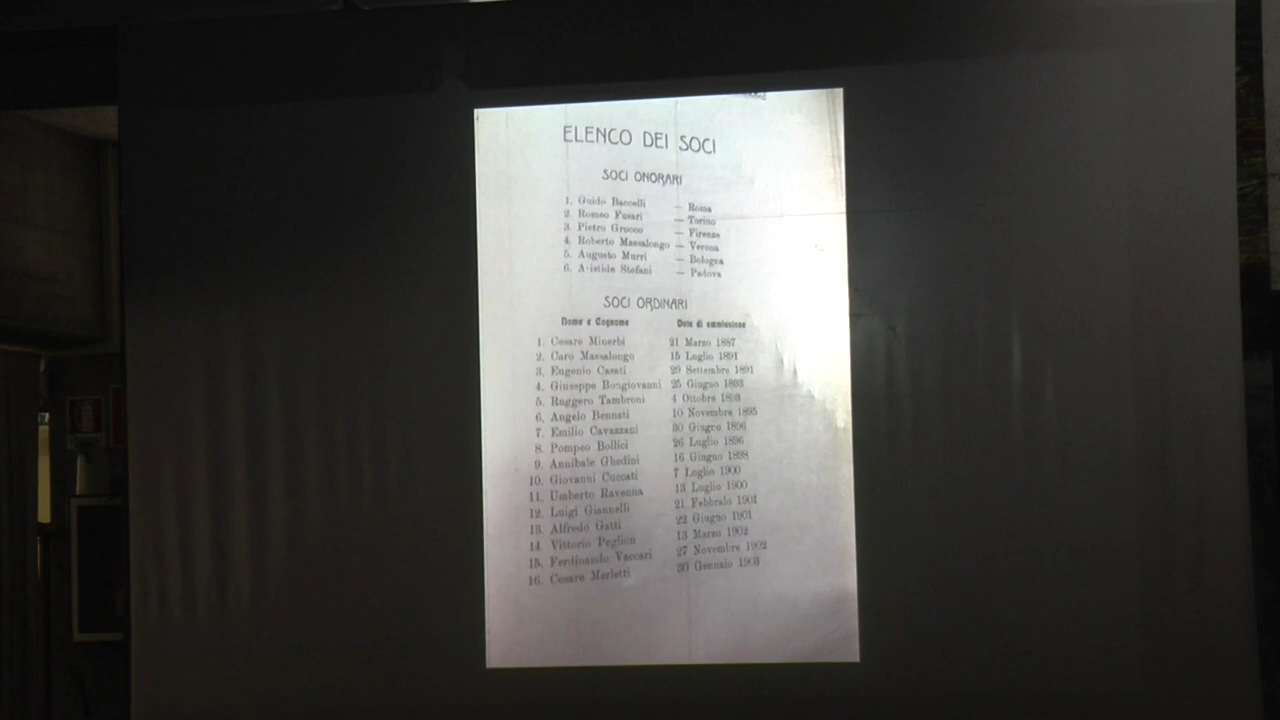 ELENCO DEI SOCI
SOCI ONORARI
1. Guido Baccelli — Roma
2. Romeo Fusari — Torino
3. Pietro Grocco — Firenze
4. Roberto Massalongo — Verona
5. Augusto Murri — Bologna
6. A istide Stefani — Padova
SOCI ORDINARI
Nome e Cognome Data di ammissione
1. Cesare Minerbi 21 Marzo 1887
2. Caro Massalongo 15 Luglio 1891
3. Eugenio Casati 29 Settembre 1891
4. Giuseppe Bongiovanni 25 Giugno 1893
5. Ruggero Tambroni 4 Ottobre 1893
6. Angelo Bennati 10 Novembre 1895
7. Emilio Cavazzani 30 Giugno 1896
8. Pompeo Bollici 26 Luglio 1896
9. Annibale Ghedini 16 Giugno 1898
10. Giovanni Cuccati 7 Luglio 1900
11. Umberto Ravenna 13 Luglio 1900
12. Luigi Giannelli 21 Febbraio 1901
13. Alfredo Gatti 22 Giugno 1901
14. Vittorio Peglion 13 Marzo 1902
15. Ferdinando Vaccari 27 Novembre 1902
16. Cesare Merletti 30 Gennaio 1903